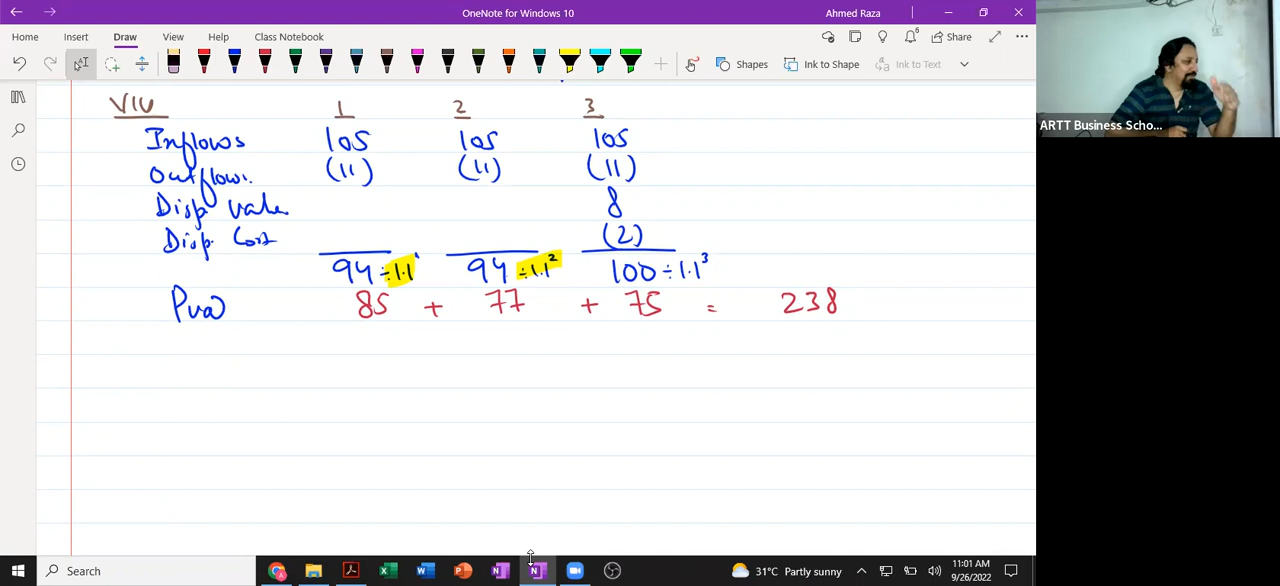 OneNote for Windows 10
Ahmed Raza
Home Insert Draw View Help Class Notebook
Share
Shapes Ink to Shape Ink to Text
VIU 1 2 3
Inflows 105 105 105
Outflows (11) (11) (11)
Disp value 8
Disp Cost (2)
94 ÷ 1.1¹ 94 ÷ 1.1² 100 ÷ 1.1³
85 + 77 + 75 = 238
ARTT Business Scho...
Search
31°C Partly sunny
11:01 AM
9/26/2022